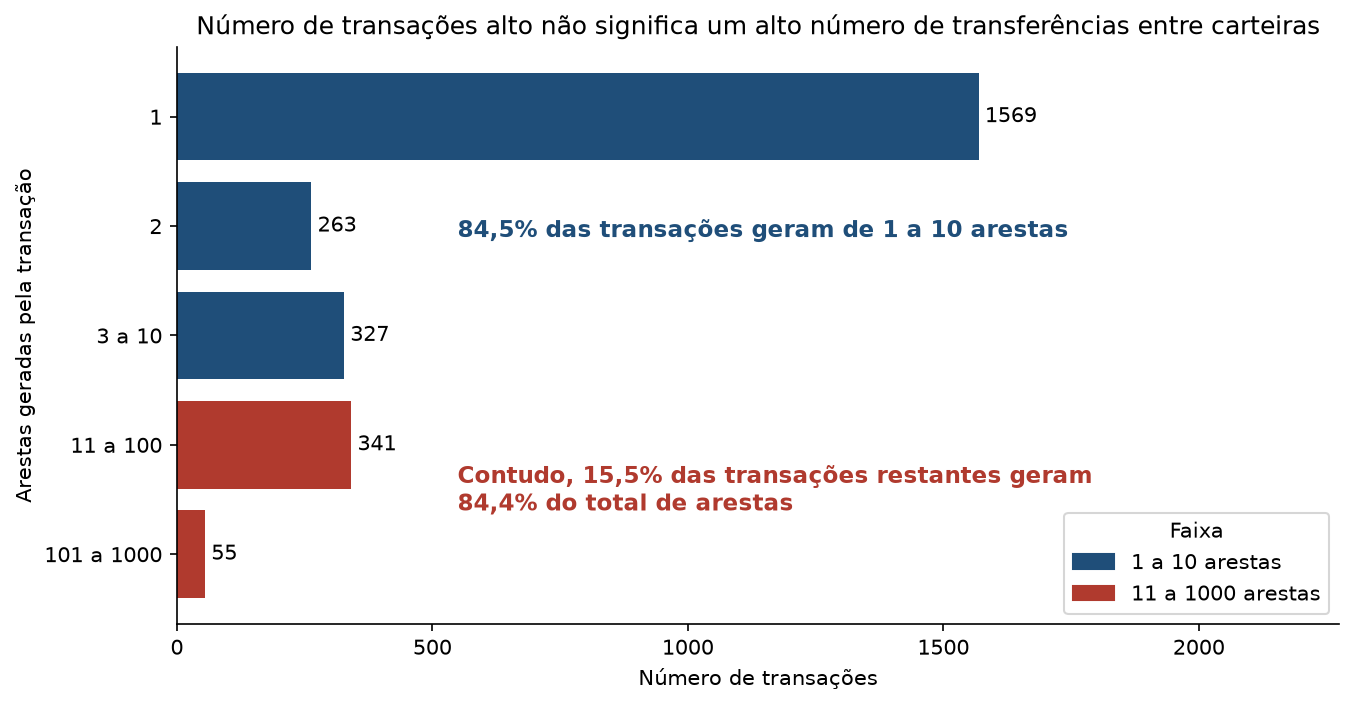 Número de transações alto não significa um alto número de transferências entre carteiras
Arestas geradas pela transação
1
1569
2
263
84,5% das transações geram de 1 a 10 arestas
3 a 10
327
11 a 100
341
Contudo, 15,5% das transações restantes geram
84,4% do total de arestas
101 a 1000
55
Faixa
1 a 10 arestas
11 a 1000 arestas
0
500
1000
1500
2000
Número de transações